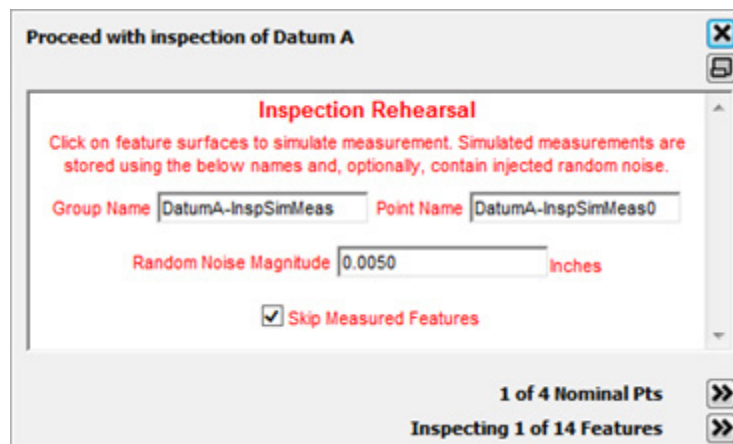 Proceed with inspection of Datum A
Inspection Rehearsal
Click on feature surfaces to simulate measurement. Simulated measurements are
stored using the below names and, optionally, contain injected random noise.
Group Name DatumA-InspSimMeas Point Name DatumA-InspSimMeas0
Random Noise Magnitude 0.0050 Inches
Skip Measured Features
1 of 4 Nominal Pts
Inspecting 1 of 14 Features